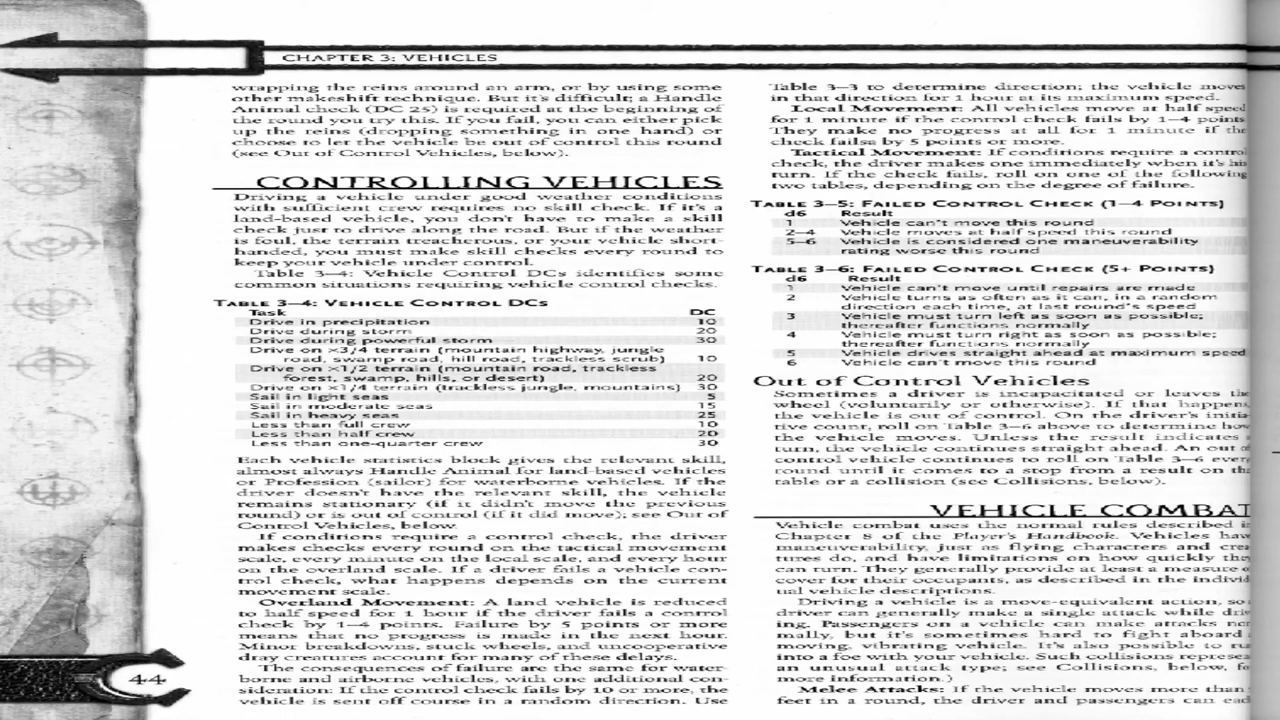 CHAPTER 3: VEHICLES
wrapping the reins around an arm, or by using some
other makeshift technique. But it's difficult; a Handle
Animal check (DC 25) is required at the beginning of
the round you try this. If you fail, you can either pick
up the reins (dropping something in one hand) or
choose to let the vehicle be out of control this round
(see Out of Control Vehicles, below).
CONTROLLING VEHICLES
Driving a vehicle under good weather conditions
with sufficient crew requires no skill check. If it's a
land-based vehicle, you don't have to make a skill
check just to drive along the road. But if the weather
is foul, the terrain treacherous, or your vehicle short-
handed, you must make skill checks every round to
keep your vehicle under control.
Table 3–4: Vehicle Control DCs identifies some
common situations requiring vehicle control checks.
TABLE 3–4: VEHICLE CONTROL DCS
Task DC
Drive in precipitation 10
Drive during storm 20
Drive during powerful storm 30
Drive on ×3/4 terrain (mountain highway, jungle
road, swamp road, hill road, trackless scrub) 10
Drive on ×1/2 terrain (mountain road, trackless
forest, swamp, hills, or desert) 20
Drive on ×1/4 terrain (trackless jungle, mountains) 30
Sail in light seas 5
Sail in moderate seas 15
Sail in heavy seas 25
Less than full crew 10
Less than half crew 20
Less than one-quarter crew 30
Each vehicle statistics block gives the relevant skill,
almost always Handle Animal for land-based vehicles
or Profession (sailor) for waterborne vehicles. If the
driver doesn't have the relevant skill, the vehicle
remains stationary (if it didn't move the previous
round) or is out of control (if it did move); see Out of
Control Vehicles, below.
If conditions require a control check, the driver
makes checks every round on the tactical movement
scale, every minute on the local scale, and every hour
on the overland scale. If a driver fails a vehicle con-
trol check, what happens depends on the current
movement scale.
Overland Movement: A land vehicle is reduced
to half speed for 1 hour if the driver fails a control
check by 1–4 points. Failure by 5 points or more
means that no progress is made in the next hour.
Minor breakdowns, stuck wheels, and uncooperative
dray creatures account for many of these delays.
The consequences of failure are the same for water-
borne and airborne vehicles, with one additional con-
sideration: If the control check fails by 10 or more, the
vehicle is sent off course in a random direction. Use
Table 3–3 to determine direction; the vehicle moves
in that direction for 1 hour at its maximum speed.
Local Movement: All vehicles move at half speed
for 1 minute if the control check fails by 1–4 points
They make no progress at all for 1 minute if the
check failsa by 5 points or more.
Tactical Movement: If conditions require a control
check, the driver makes one immediately when it's his
turn. If the check fails, roll on one of the following
two tables, depending on the degree of failure.
TABLE 3–5: FAILED CONTROL CHECK (1–4 POINTS)
d6 Result
1 Vehicle can't move this round
2–4 Vehicle moves at half speed this round
5–6 Vehicle is considered one maneuverability
rating worse this round
TABLE 3–6: FAILED CONTROL CHECK (5+ POINTS)
d6 Result
1 Vehicle can't move until repairs are made
2 Vehicle turns as often as it can, in a random
direction each time, at last round's speed
3 Vehicle must turn left as soon as possible;
thereafter functions normally
4 Vehicle must turn right as soon as possible;
thereafter functions normally
5 Vehicle drives straight ahead at maximum speed
6 Vehicle can't move this round
Out of Control Vehicles
Sometimes a driver is incapacitated or leaves the
wheel (voluntarily or otherwise). If that happen
the vehicle is out of control. On the driver's initia-
tive count, roll on Table 3–6 above to determine how
the vehicle moves. Unless the result indicates
turn, the vehicle continues straight ahead. An out of
control vehicle continues to roll on Table 3–6 ever
round until it comes to a stop from a result on the
table or a collision (see Collisions, below).
VEHICLE COMBAT
Vehicle combat uses the normal rules described i
Chapter 8 of the Player's Handbook. Vehicles hav
maneuverability, just as flying characters and crea
tures do, and have limitations on how quickly the
can turn. They generally provide at least a measure o
cover for their occupants, as described in the individ
ual vehicle descriptions.
Driving a vehicle is a move-equivalent action, so
driver can generally make a single attack while driv
ing. Passengers on a vehicle can make attacks no
mally, but it's sometimes hard to fight aboard
moving, vibrating vehicle. It's also possible to ru
into a foe with your vehicle. Such collisions represe
an unusual attack type; see Collisions, below, fo
more information.)
Melee Attacks: If the vehicle moves more than
feet in a round, the driver and passengers can eac
44